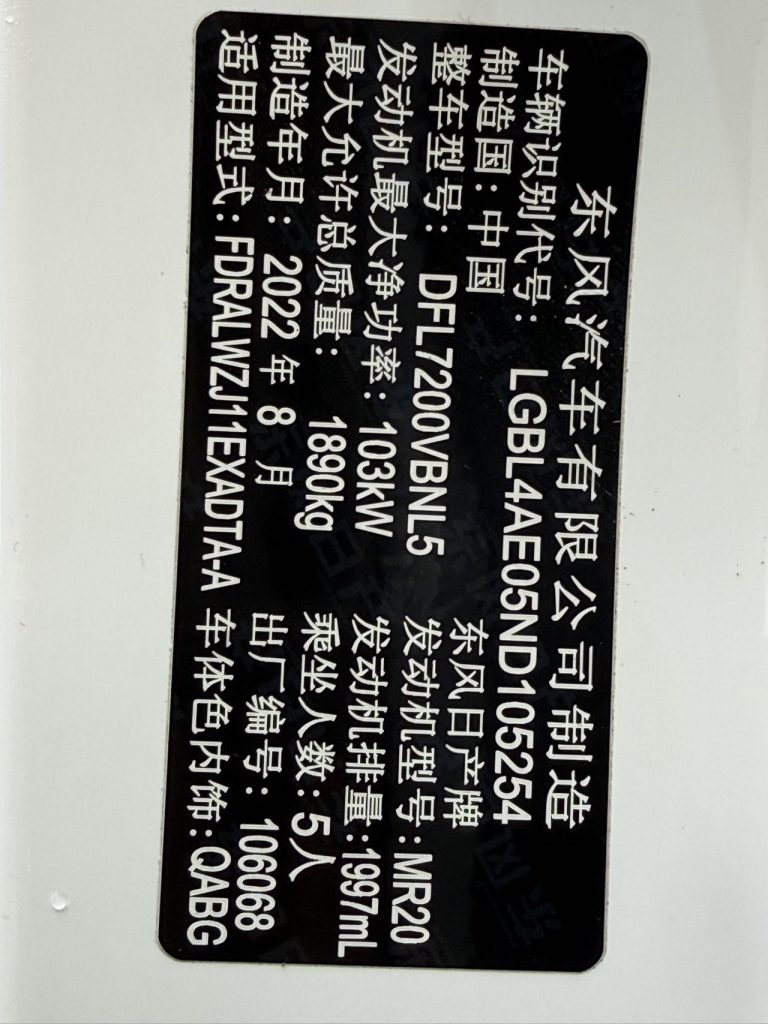 东风汽车有限公司制造
车辆识别代号: LGBL4AE05ND105254
制造国: 中国 东风日产牌
整车型号: DFL7200VBNL5 发动机型号: MR20
发动机最大净功率: 103kW 发动机排量: 1997mL
最大允许总质量: 1890kg 乘坐人数: 5人
制造年月: 2022年8月 出厂编号: 106068
适用型式: FDRALWZJ11EXADTA-A 车体色内饰: QABG